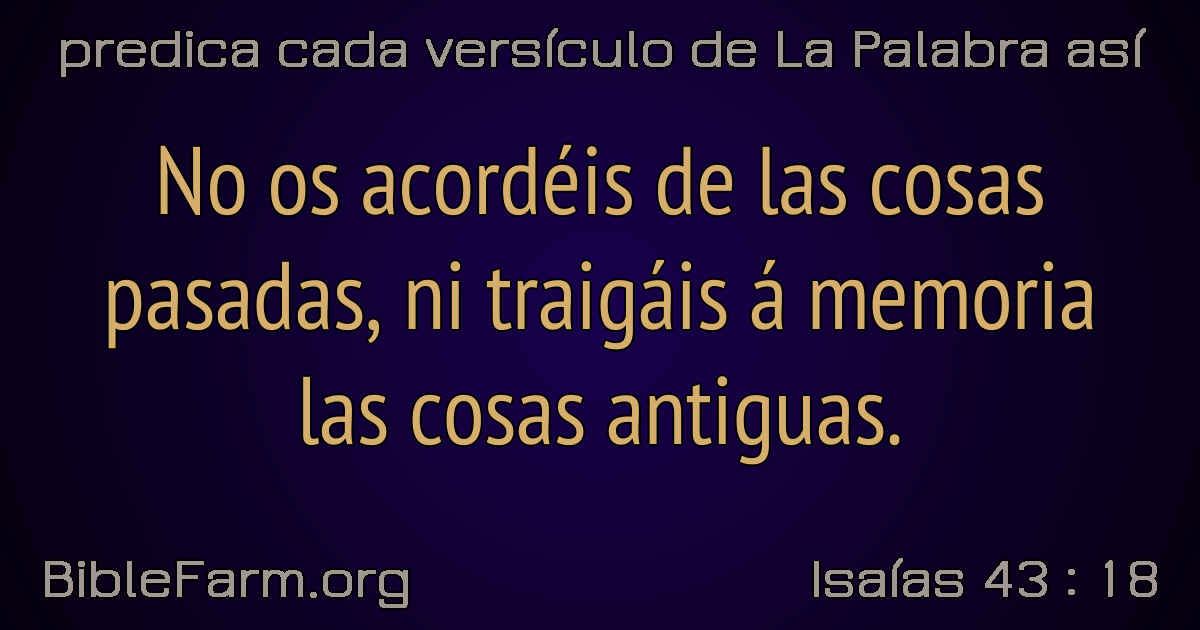 predica cada versículo de La Palabra así
No os acordéis de las cosas
pasadas, ni traigáis á memoria
las cosas antiguas.
BibleFarm.org
Isaías 43 : 18